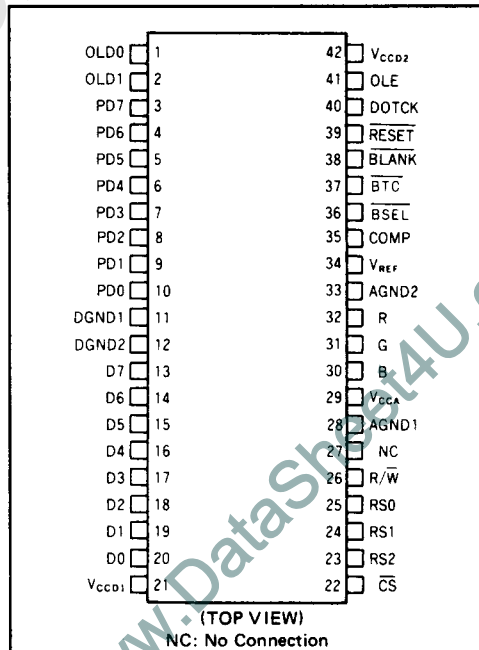 OLD0 1 42 VCCD2
OLD1 2 41 OLE
PD7 3 40 DOTCK
PD6 4 39 RESET
PD5 5 38 BLANK
PD4 6 37 BTC
PD3 7 36 BSEL
PD2 8 35 COMP
PD1 9 34 VREF
PD0 10 33 AGND2
DGND1 11 32 R
DGND2 12 31 G
D7 13 30 B
D6 14 29 VCCA
D5 15 28 AGND1
D4 16 27 NC
D3 17 26 R/W
D2 18 25 RS0
D1 19 24 RS1
D0 20 23 RS2
VCCD1 21 22 CS
(TOP VIEW)
NC: No Connection
w.DataSheet4U.c